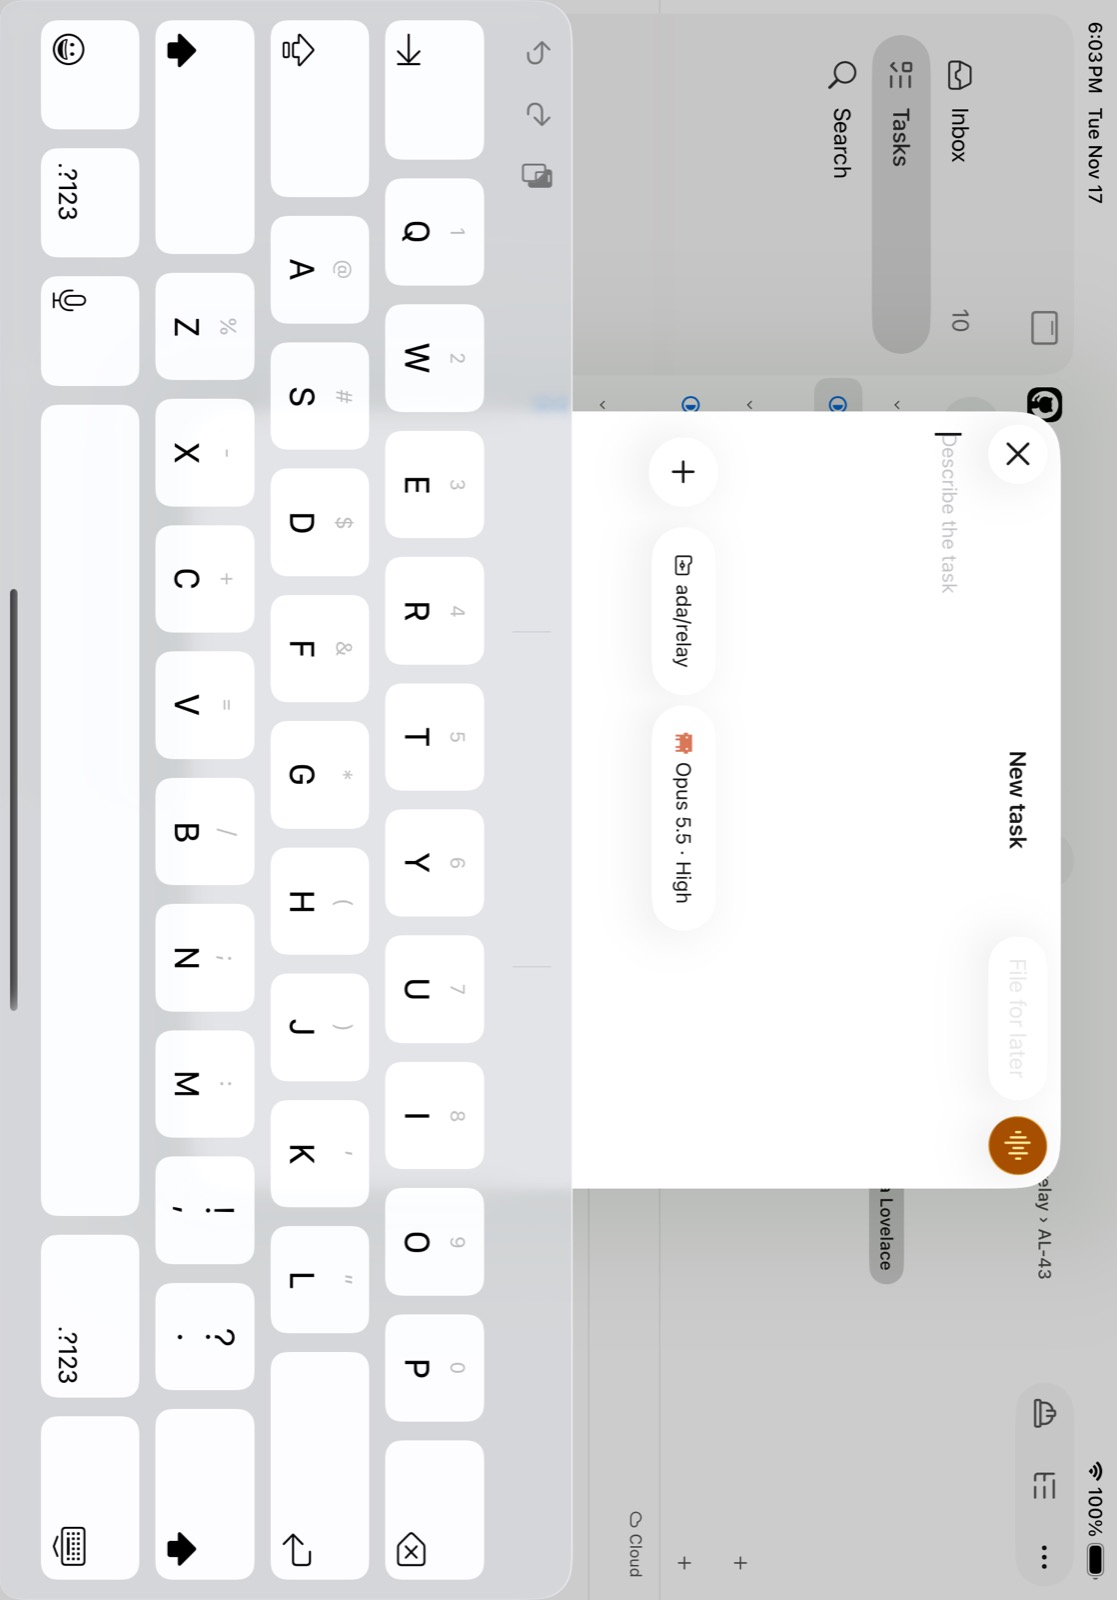 6:03 PM Tue Nov 17
100%
elay › AL-43
New task
File for later
Describe the task
Inbox 10
Tasks
Search
Lovelace
ada/relay
Opus 5.5 · High
Cloud
1 2 3 4 5 6 7 8 9 0
Q W E R T Y U I O P
@ # $ & * ( ) ' "
A S D F G H J K L
% - + = / ; : ! ?
Z X C V B N M , .
.?123 .?123